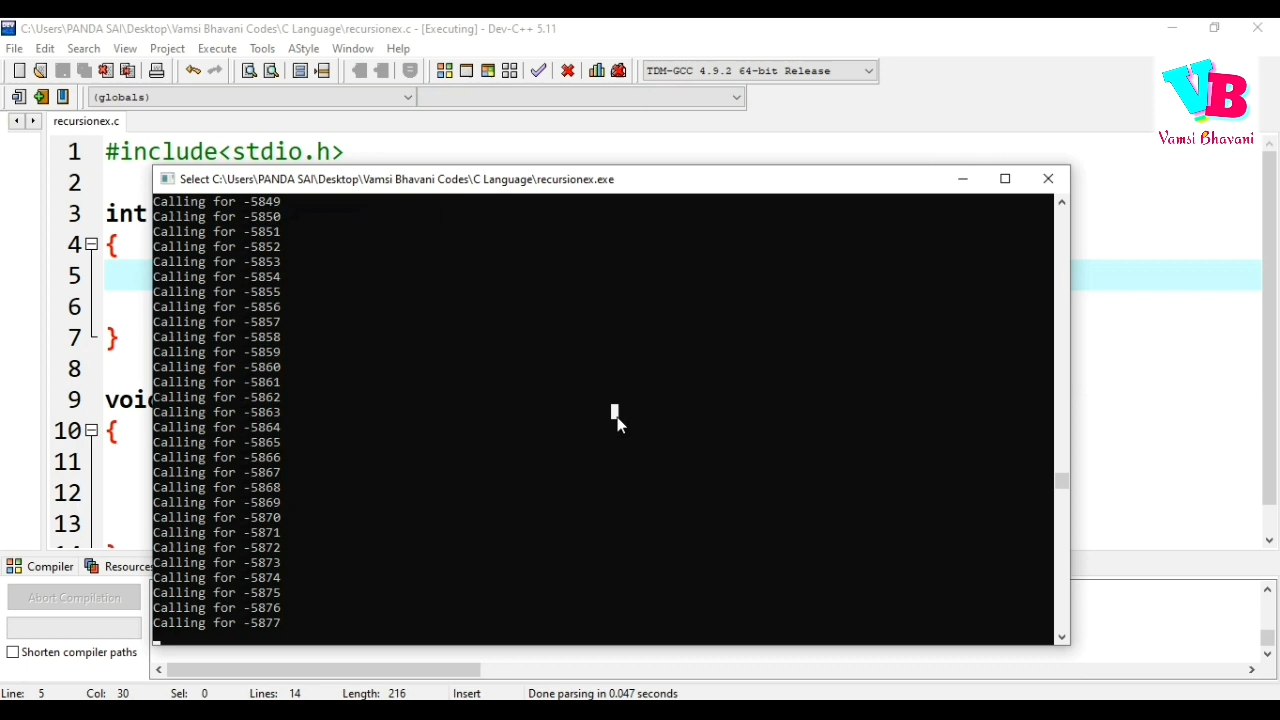 C:\Users\PANDA SAI\Desktop\Vamsi Bhavani Codes\C Language\recursionex.c - [Executing] - Dev-C++ 5.11
File Edit Search View Project Execute Tools AStyle Window Help
TDM-GCC 4.9.2 64-bit Release
(globals)
VB
Vamsi Bhavani
recursionex.c
1 #include<stdio.h>
2
3 int
4 {
5
6
7 }
8
9 voi
10 {
11
12
13
Select C:\Users\PANDA SAI\Desktop\Vamsi Bhavani Codes\C Language\recursionex.exe
Calling for -5849
Calling for -5850
Calling for -5851
Calling for -5852
Calling for -5853
Calling for -5854
Calling for -5855
Calling for -5856
Calling for -5857
Calling for -5858
Calling for -5859
Calling for -5860
Calling for -5861
Calling for -5862
Calling for -5863
Calling for -5864
Calling for -5865
Calling for -5866
Calling for -5867
Calling for -5868
Calling for -5869
Calling for -5870
Calling for -5871
Calling for -5872
Calling for -5873
Calling for -5874
Calling for -5875
Calling for -5876
Calling for -5877
Compiler Resources
Abort Compilation
Shorten compiler paths
Line: 5 Col: 30 Sel: 0 Lines: 14 Length: 216 Insert Done parsing in 0.047 seconds